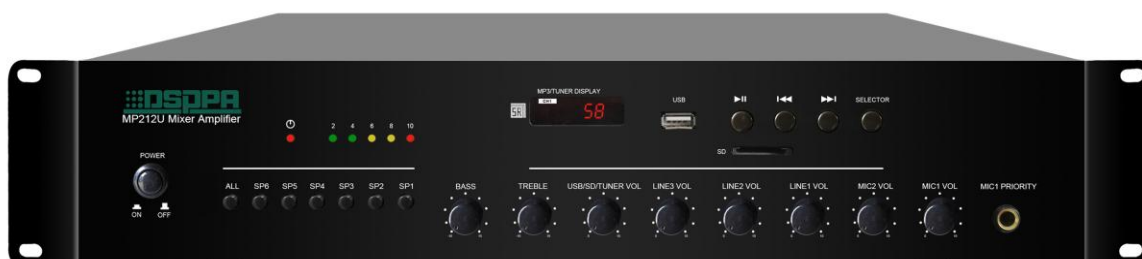 DSPPA
MP212U Mixer Amplifier
POWER
ON OFF
2 4 6 8 10
ALL SP6 SP5 SP4 SP3 SP2 SP1
MP3/TUNER DISPLAY
58
USB
SELECTOR
SD
BASS TREBLE USB/SD/TUNER VOL LINE3 VOL LINE2 VOL LINE1 VOL MIC2 VOL MIC1 VOL MIC1 PRIORITY